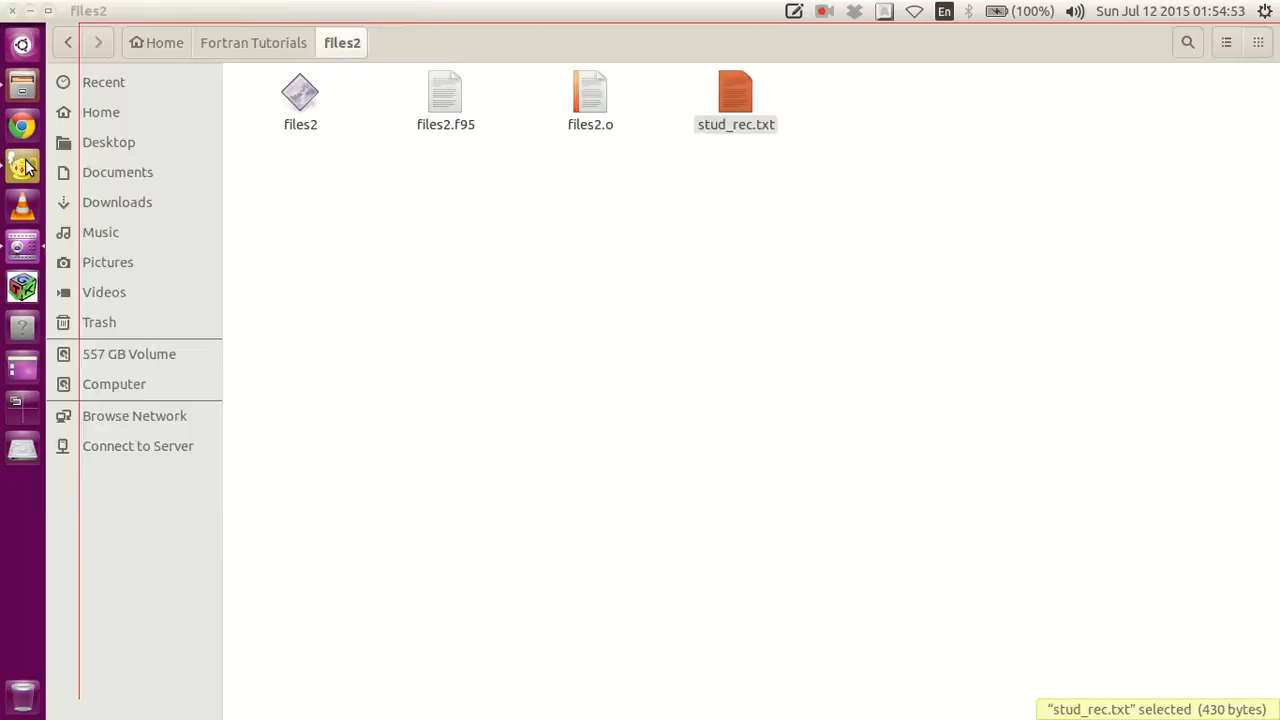 files2
En
(100%)
Sun Jul 12 2015 01:54:53
Home
Fortran Tutorials
files2
Recent
Home
Desktop
Documents
Downloads
Music
Pictures
Videos
Trash
557 GB Volume
Computer
Browse Network
Connect to Server
files2
files2.f95
files2.o
stud_rec.txt
“stud_rec.txt” selected (430 bytes)